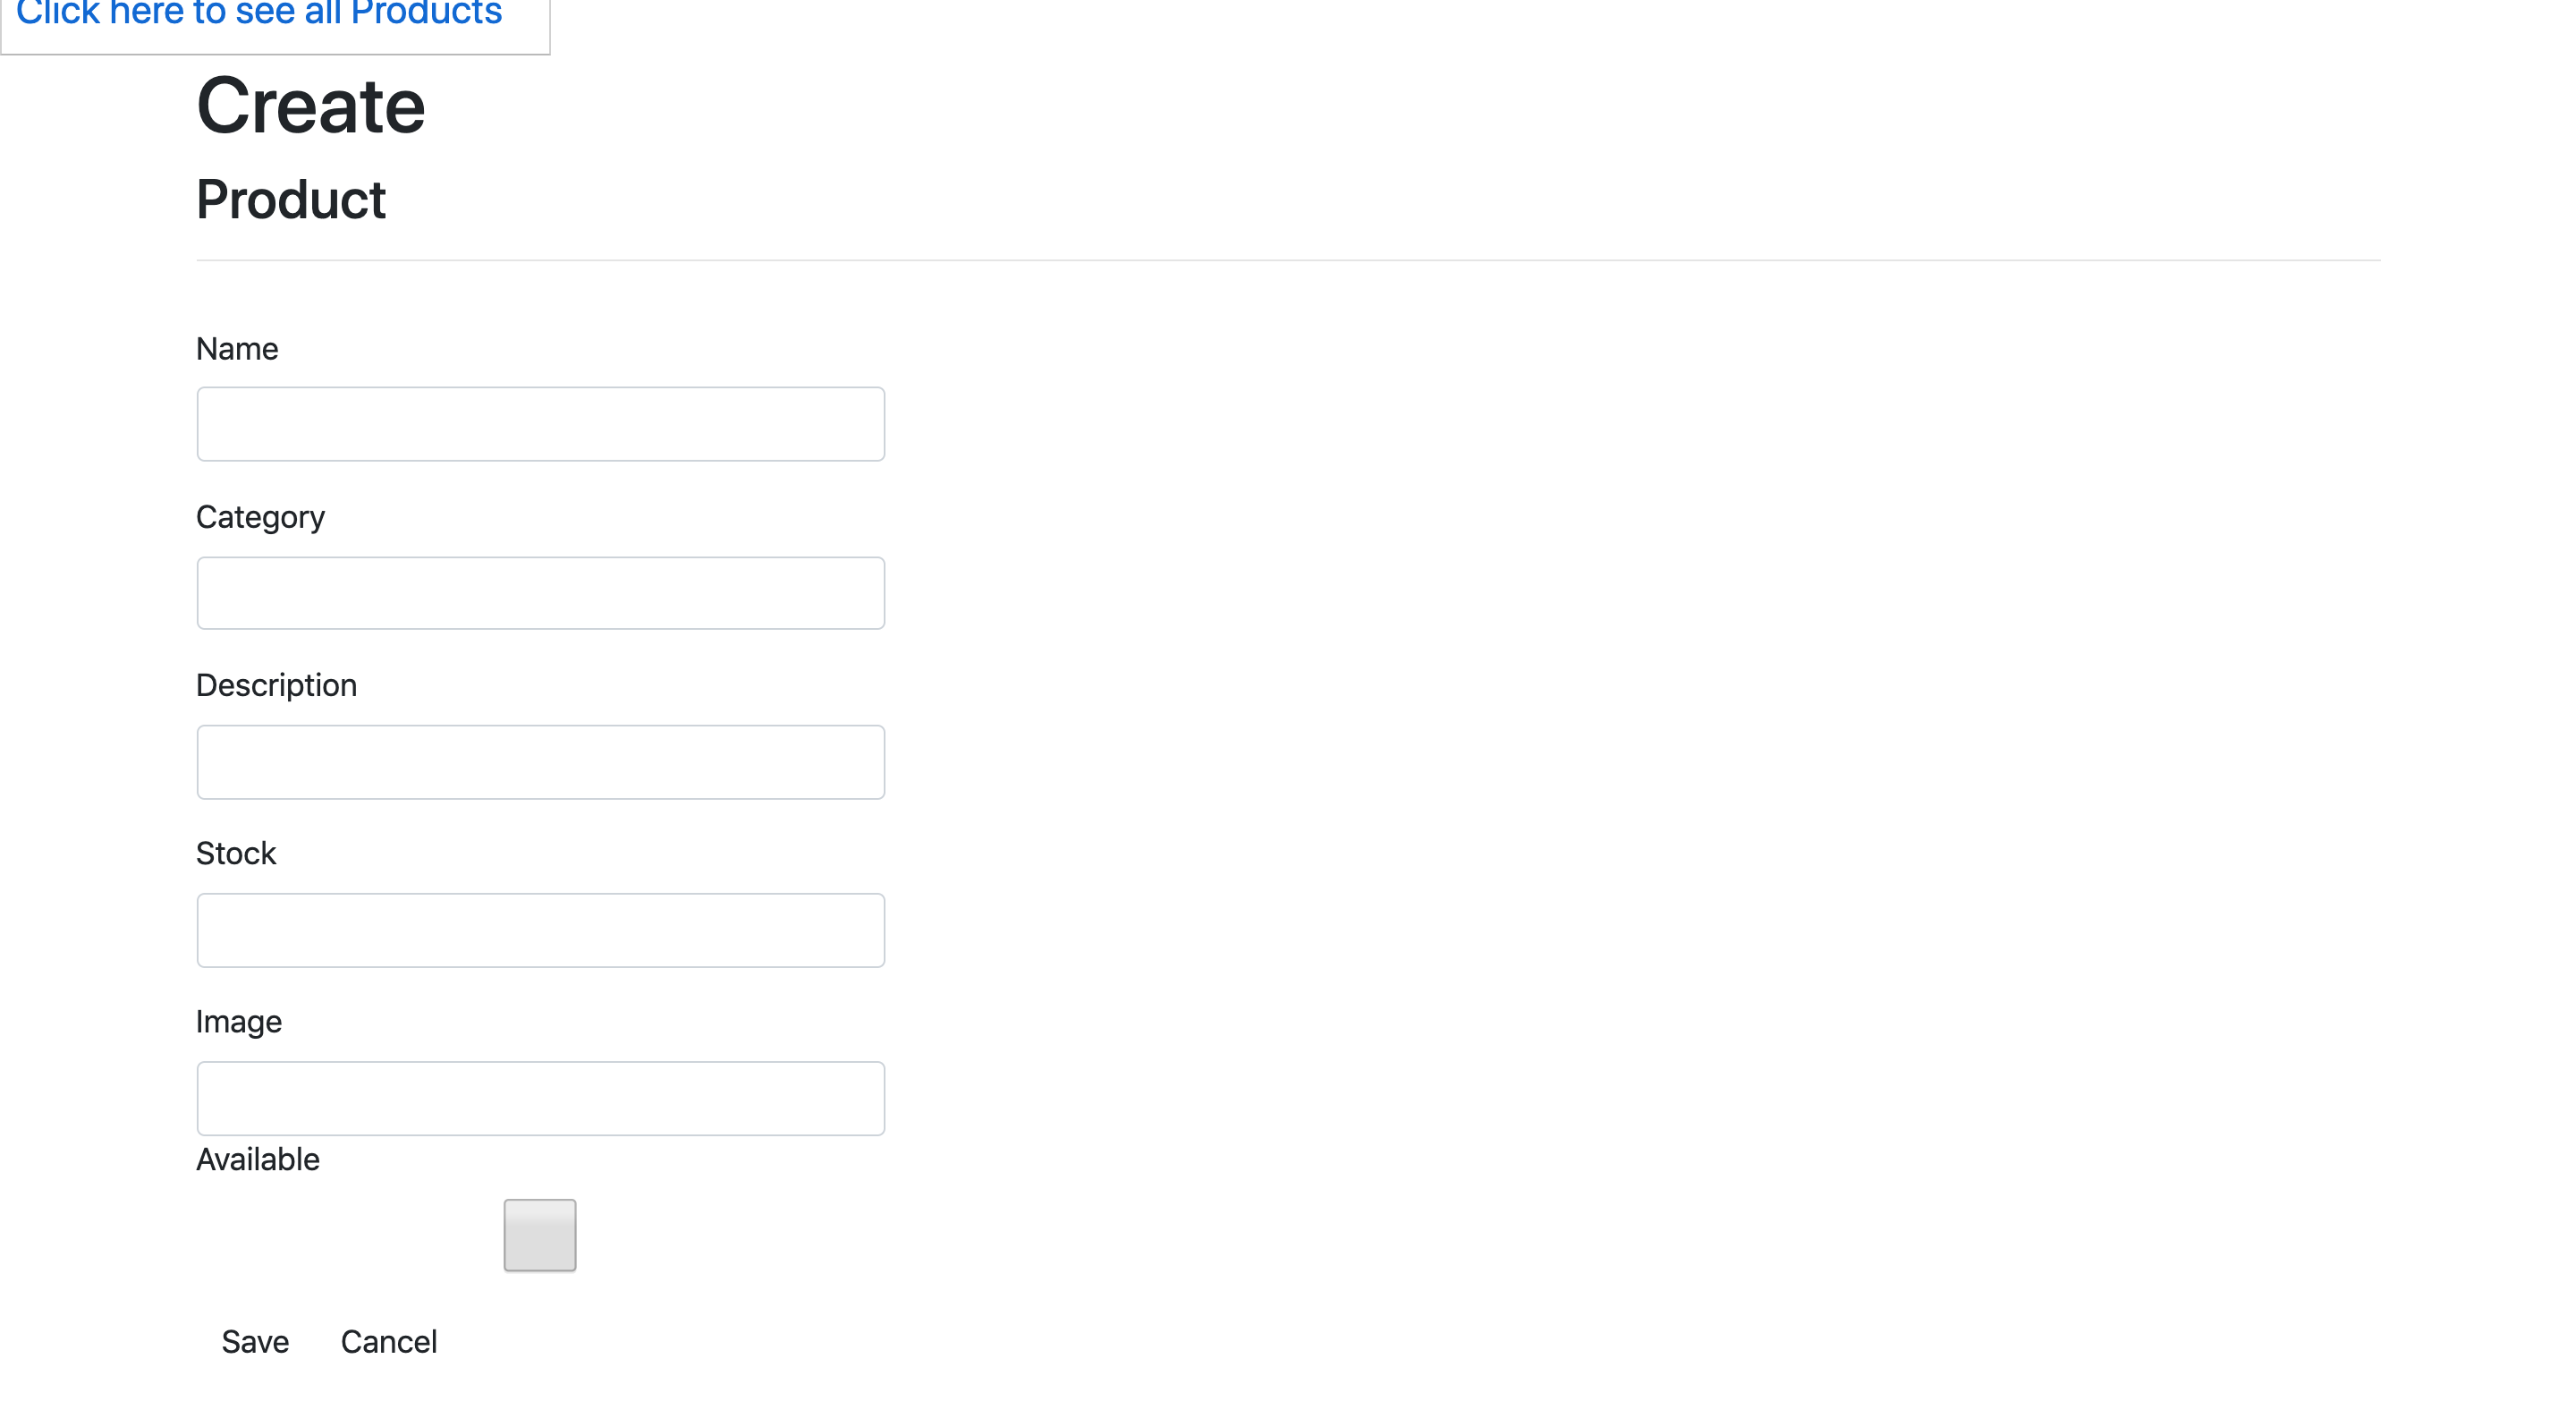 Click here to see all Products
Create
Product
Name
Category
Description
Stock
Image
Available
Save Cancel